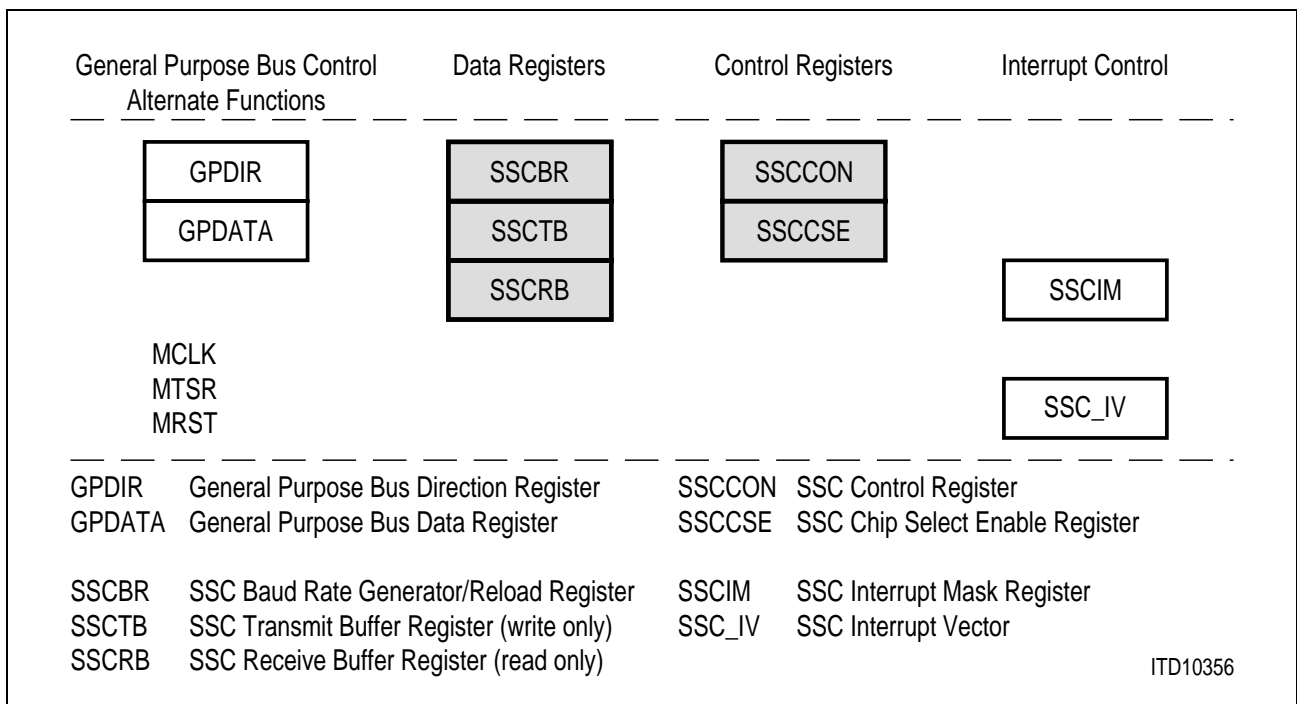 General Purpose Bus Control Data Registers Control Registers Interrupt Control
Alternate Functions
GPDIR SSCBR SSCCON
GPDATA SSCTB SSCCSE
SSCRB SSCIM
MCLK
MTSR
MRST
SSC_IV
GPDIR General Purpose Bus Direction Register SSCCON SSC Control Register
GPDATA General Purpose Bus Data Register SSCCSE SSC Chip Select Enable Register
SSCBR SSC Baud Rate Generator/Reload Register SSCIM SSC Interrupt Mask Register
SSCTB SSC Transmit Buffer Register (write only) SSC_IV SSC Interrupt Vector
SSCRB SSC Receive Buffer Register (read only)
ITD10356